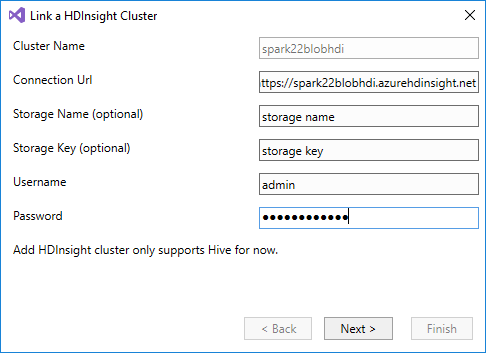 Link a HDInsight Cluster
Cluster Name spark22blobhdi
Connection Url ttps://spark22blobhdi.azurehdinsight.net
Storage Name (optional) storage name
Storage Key (optional) storage key
Username admin
Password ●●●●●●●●●●●●
Add HDInsight cluster only supports Hive for now.
< Back Next > Finish